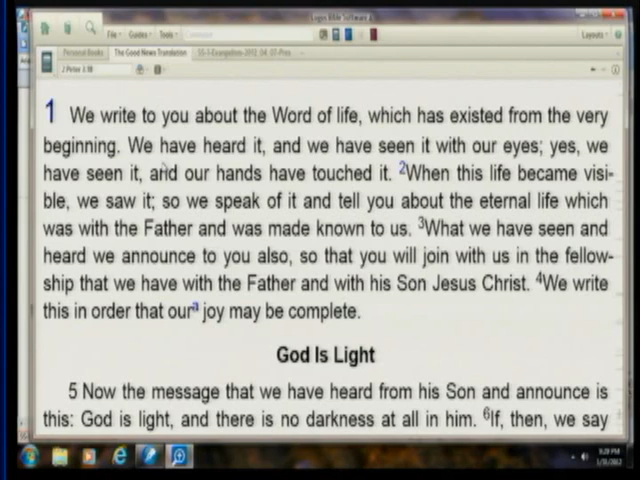 Logos Bible Software 4
File
Guides
Tools
Command
Layouts
Personal Books
The Good News Translation
2 Peter 3.18
1 We write to you about the Word of life, which has existed from the very
beginning. We have heard it, and we have seen it with our eyes; yes, we
have seen it, and our hands have touched it. 2When this life became visi-
ble, we saw it; so we speak of it and tell you about the eternal life which
was with the Father and was made known to us. 3What we have seen and
heard we announce to you also, so that you will join with us in the fellow-
ship that we have with the Father and with his Son Jesus Christ. 4We write
this in order that our a joy may be complete.
God Is Light
5 Now the message that we have heard from his Son and announce is
this: God is light, and there is no darkness at all in him. 6If, then, we say